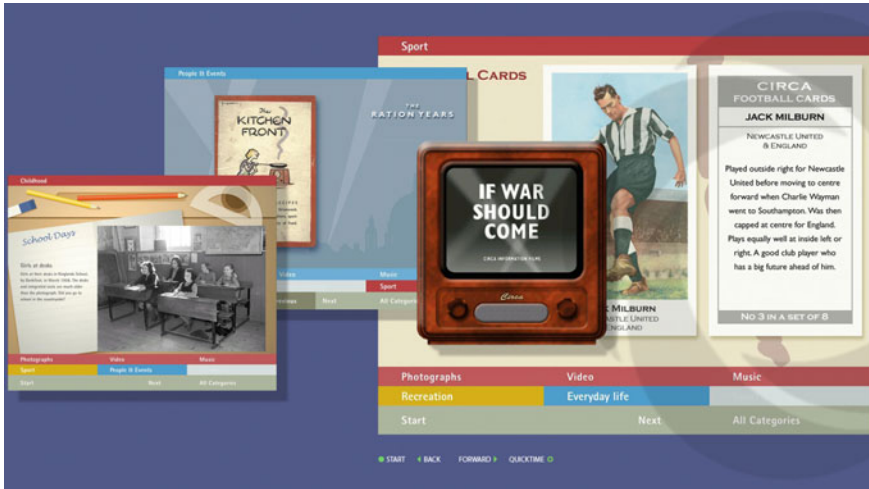 Sport
CARDS
People & Events
THE
RATION YEARS
The
KITCHEN
FRONT
CIRCA
FOOTBALL CARDS
JACK MILBURN
NEWCASTLE UNITED
& ENGLAND
Played outside right for Newcastle
United before moving to centre
forward when Charlie Wayman
went to Southampton. Was then
capped at centre for England.
Plays equally well at inside left or
right. A good club player who
has a big future ahead of him.
NO 3 IN A SET OF 8
IF WAR
SHOULD
COME
CIRCA INFORMATION FILMS
Circa
MILBURN
UNITED
ENGLAND
Childhood
School Days
Girls at desks
Photographs
Video
Music
Sport
People & Events
Start
Next
All Categories
Video
Music
Sport
Next
All Categories
Photographs
Video
Music
Recreation
Everyday life
Start
Next
All Categories
START
BACK
FORWARD
QUICKTIME